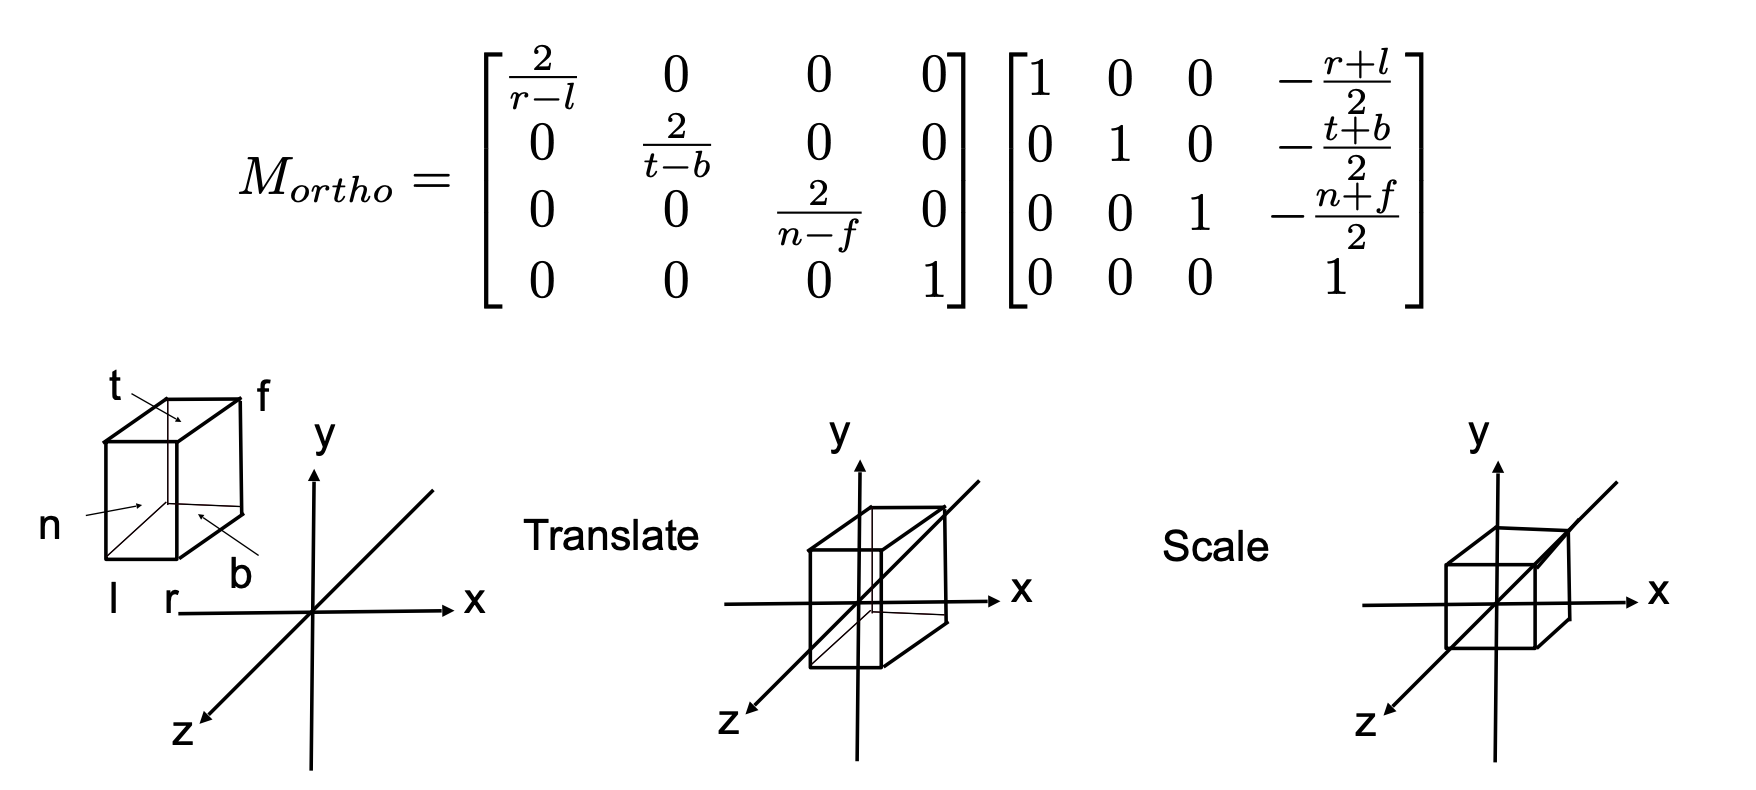 M_{ortho} = \begin{bmatrix} \frac{2}{r-l} & 0 & 0 & 0 \\ 0 & \frac{2}{t-b} & 0 & 0 \\ 0 & 0 & \frac{2}{n-f} & 0 \\ 0 & 0 & 0 & 1 \end{bmatrix} \begin{bmatrix} 1 & 0 & 0 & -\frac{r+l}{2} \\ 0 & 1 & 0 & -\frac{t+b}{2} \\ 0 & 0 & 1 & -\frac{n+f}{2} \\ 0 & 0 & 0 & 1 \end{bmatrix}
t
f
n
l
r
b
y
x
z
Translate
y
x
z
Scale
y
x
z